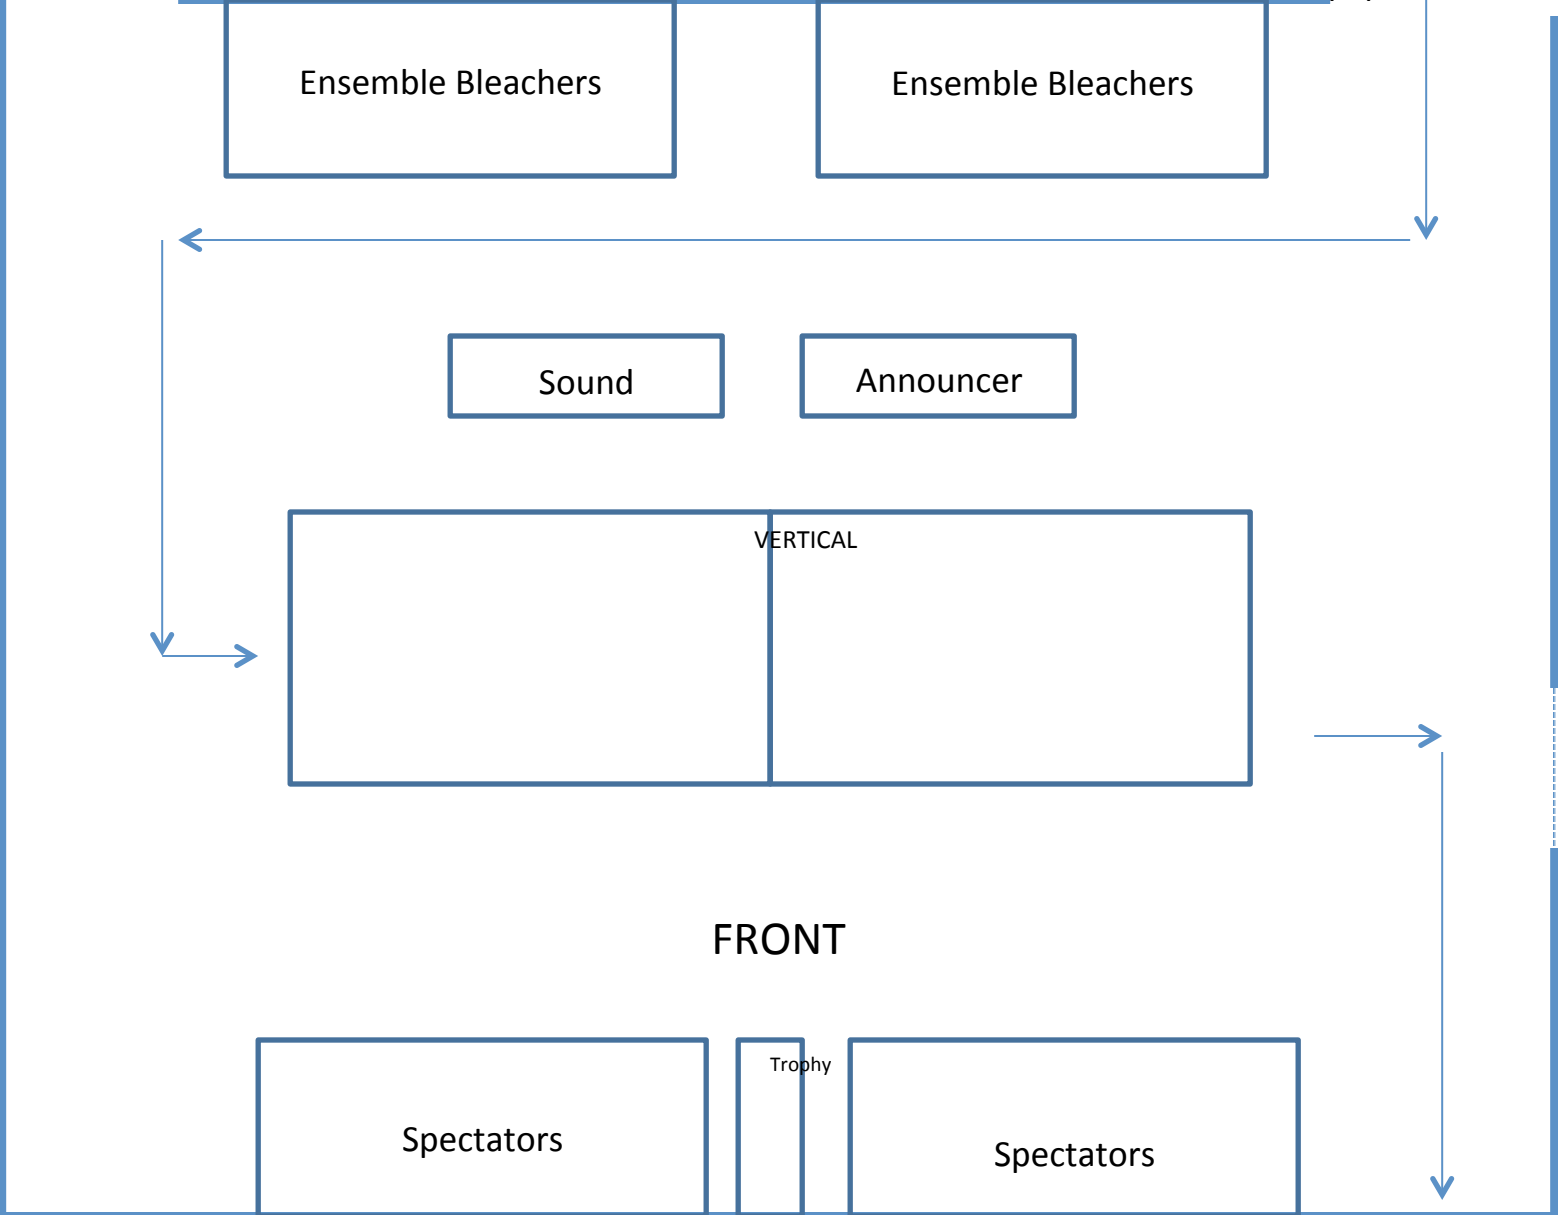 Ensemble Bleachers
Ensemble Bleachers
Sound
Announcer
VERTICAL
FRONT
Trophy
Spectators
Spectators